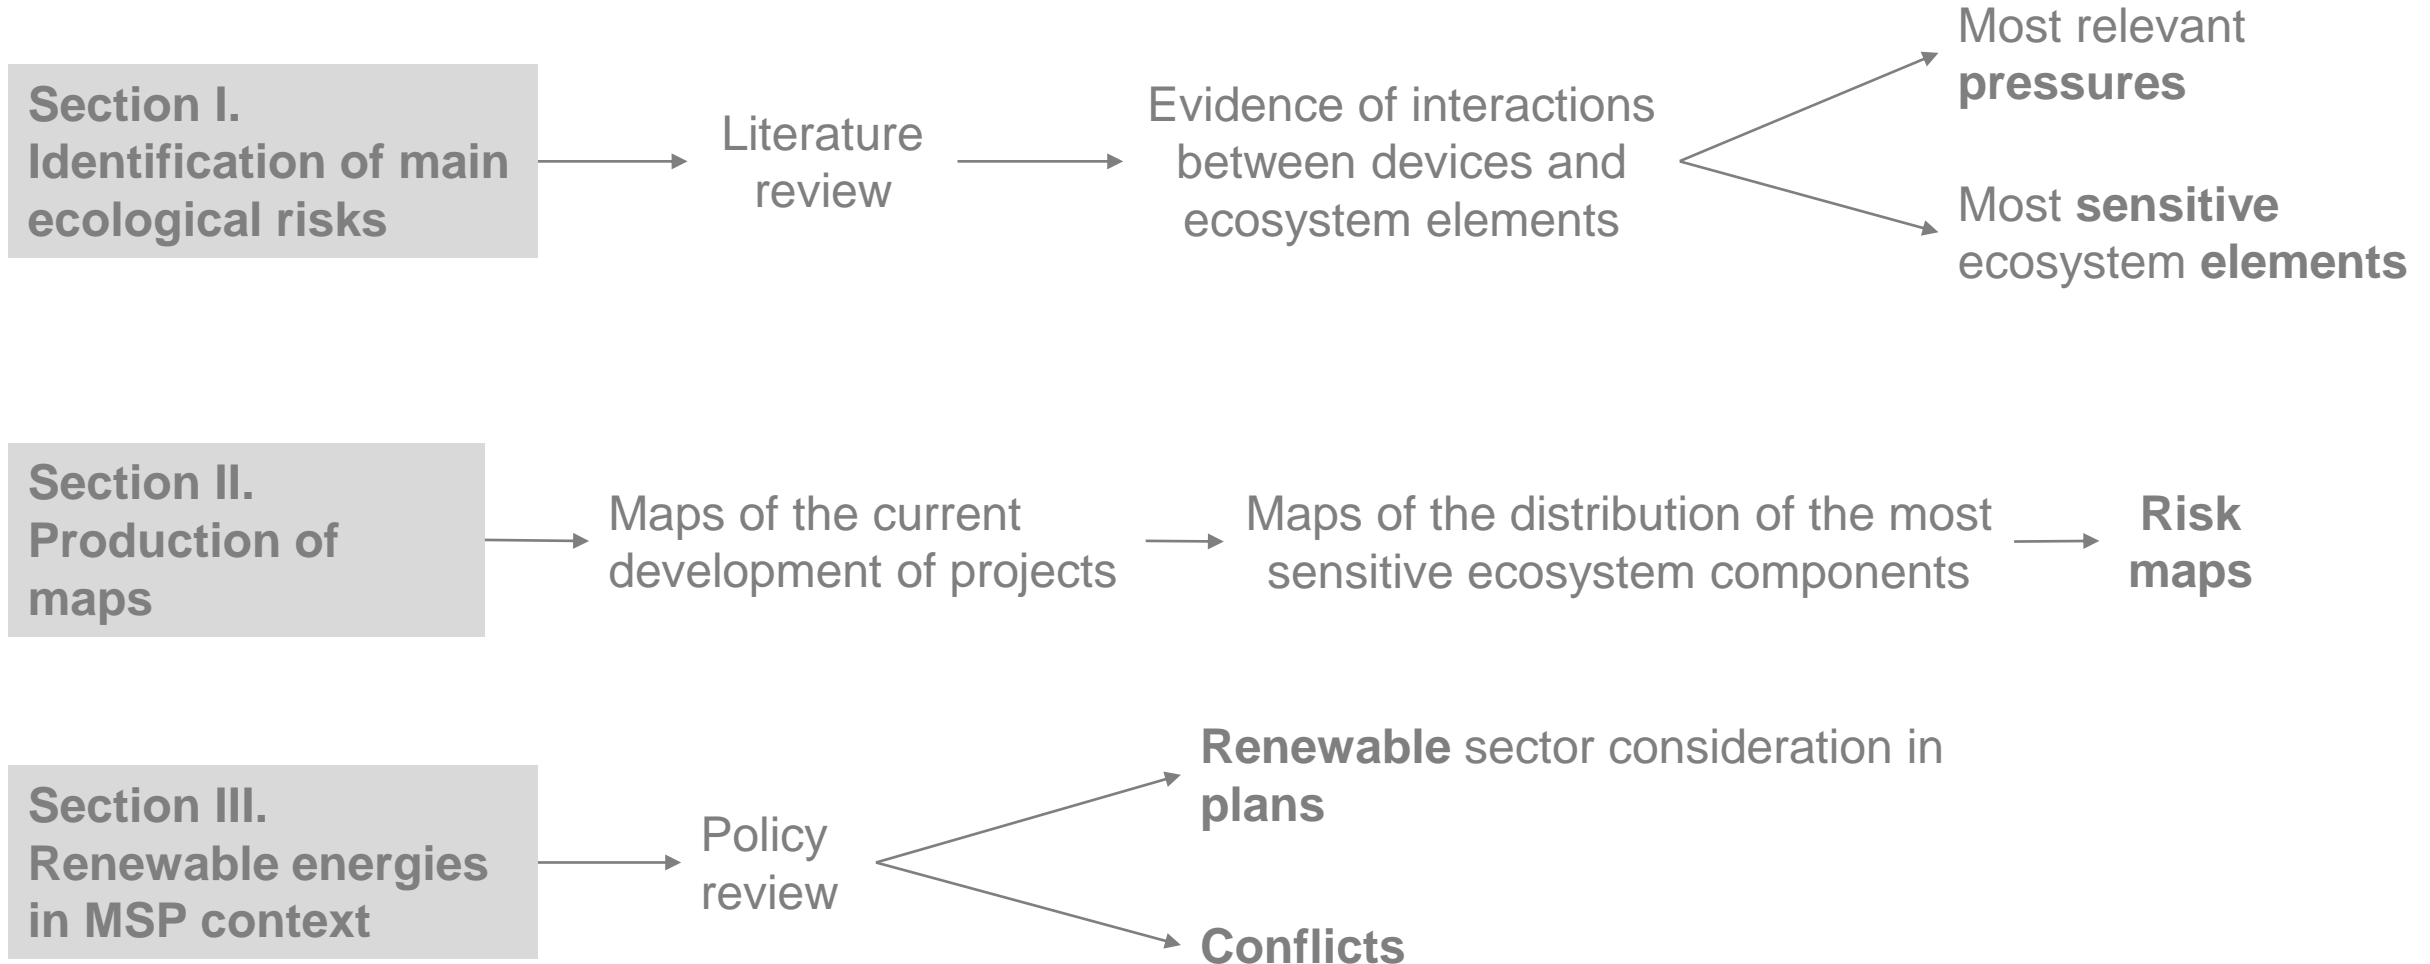 Section I.
Identification of main
ecological risks
Literature
review
Evidence of interactions
between devices and
ecosystem elements
Most relevant
pressures
Most sensitive
ecosystem elements
Section II.
Production of
maps
Maps of the current
development of projects
Maps of the distribution of the most
sensitive ecosystem components
Risk
maps
Section III.
Renewable energies
in MSP context
Policy
review
Renewable sector consideration in
plans
Conflicts